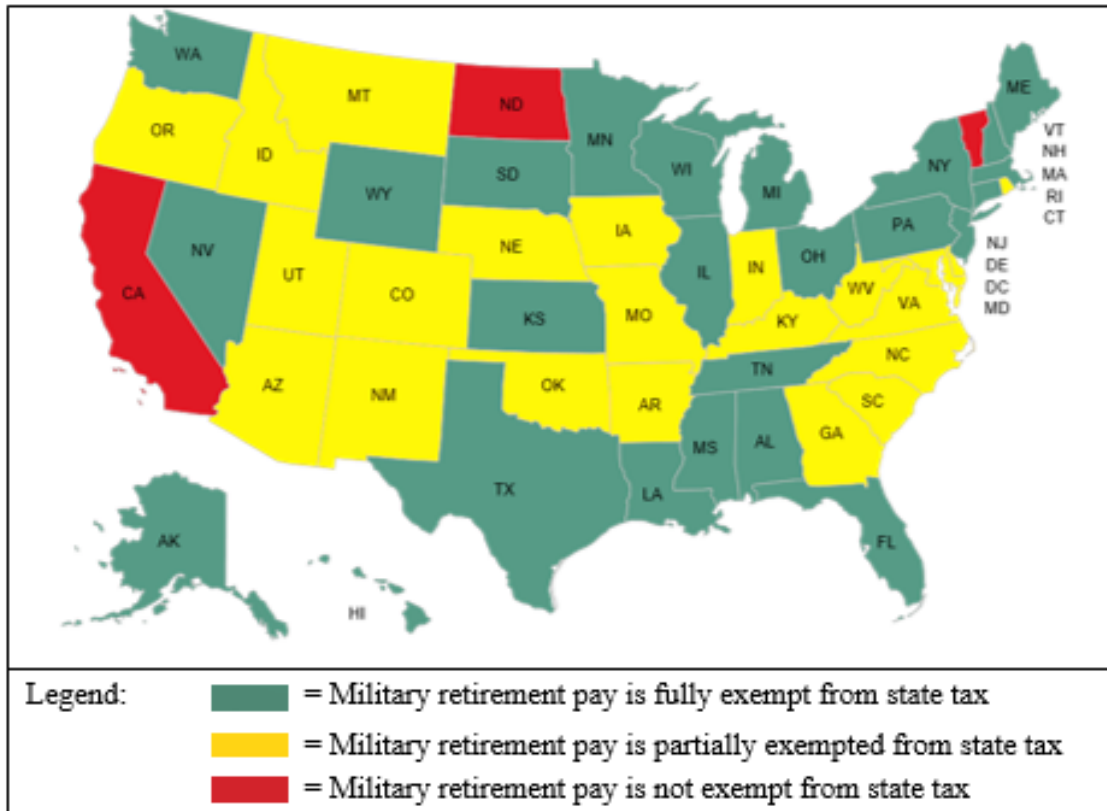 WA
MT
ND
ME
OR
MN
VT
ID
NH
SD
WI
NY
MA
WY
MI
RI
CT
PA
NE
IA
NJ
NV
OH
DE
UT
IL
IN
DC
CO
WV
MD
CA
VA
KS
MO
KY
NC
TN
AZ
NM
OK
AR
SC
GA
MS
AL
TX
LA
FL
AK
HI
Legend:
= Military retirement pay is fully exempt from state tax
= Military retirement pay is partially exempted from state tax
= Military retirement pay is not exempt from state tax